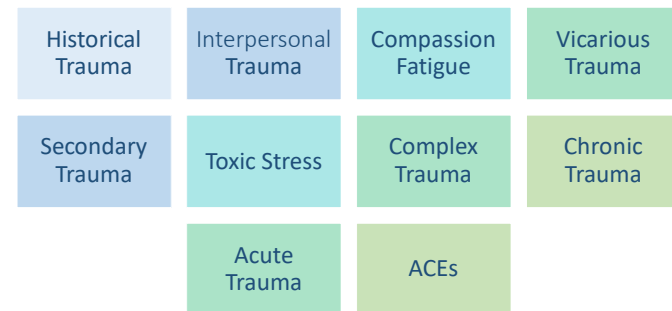 Historical
Trauma
Interpersonal
Trauma
Compassion
Fatigue
Vicarious
Trauma
Secondary
Trauma
Toxic Stress
Complex
Trauma
Chronic
Trauma
Acute
Trauma
ACEs